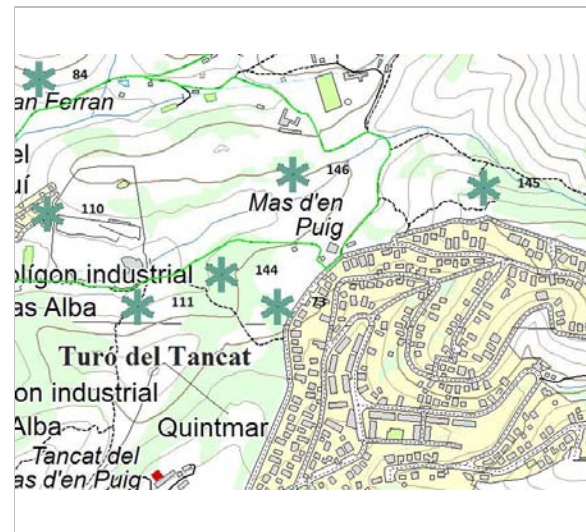 84
an Ferran
el
uí
146
145
Mas d'en
Puig
110
olígon industrial
144
as Alba
111
73
Turó del Tancat
on industrial
Alba
Quintmar
Tancat del
as d'en Puig